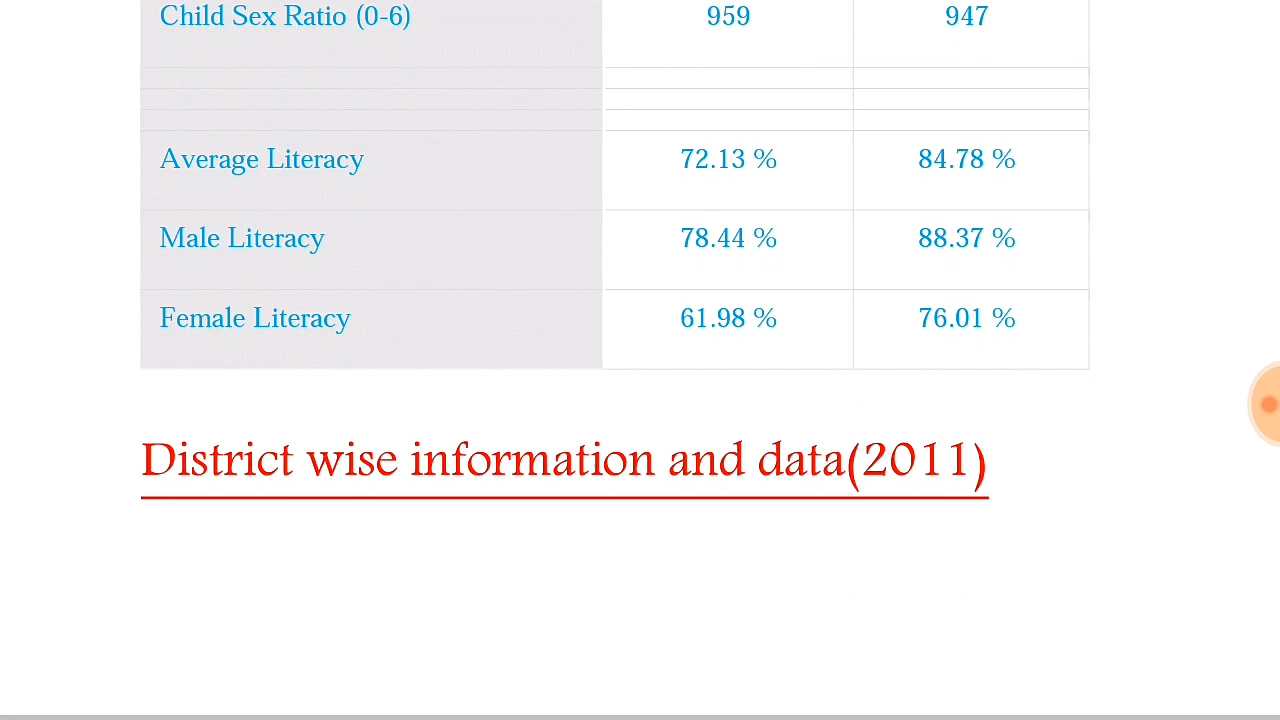 Child Sex Ratio (0-6) 959 947
Average Literacy 72.13 % 84.78 %
Male Literacy 78.44 % 88.37 %
Female Literacy 61.98 % 76.01 %
District wise information and data(2011)